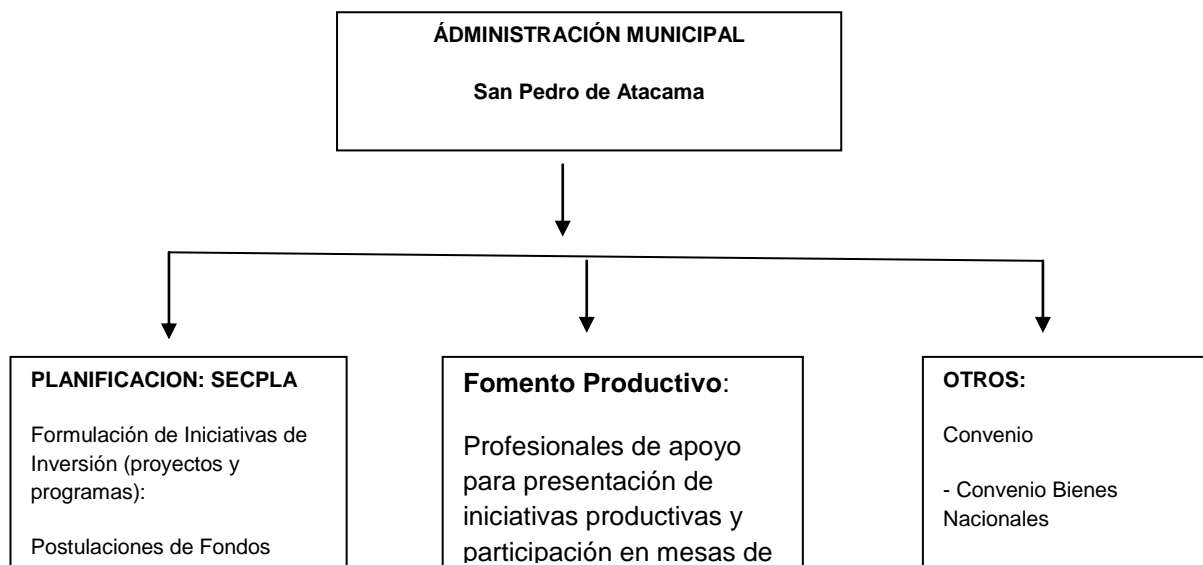 ÁDMINISTRACIÓN MUNICIPAL
San Pedro de Atacama
PLANIFICACION: SECPLA
Formulación de Iniciativas de
Inversión (proyectos y
programas):
Postulaciones de Fondos
Fomento Productivo:
Profesionales de apoyo
para presentación de
iniciativas productivas y
participación en mesas de
OTROS:
Convenio
- Convenio Bienes
Nacionales